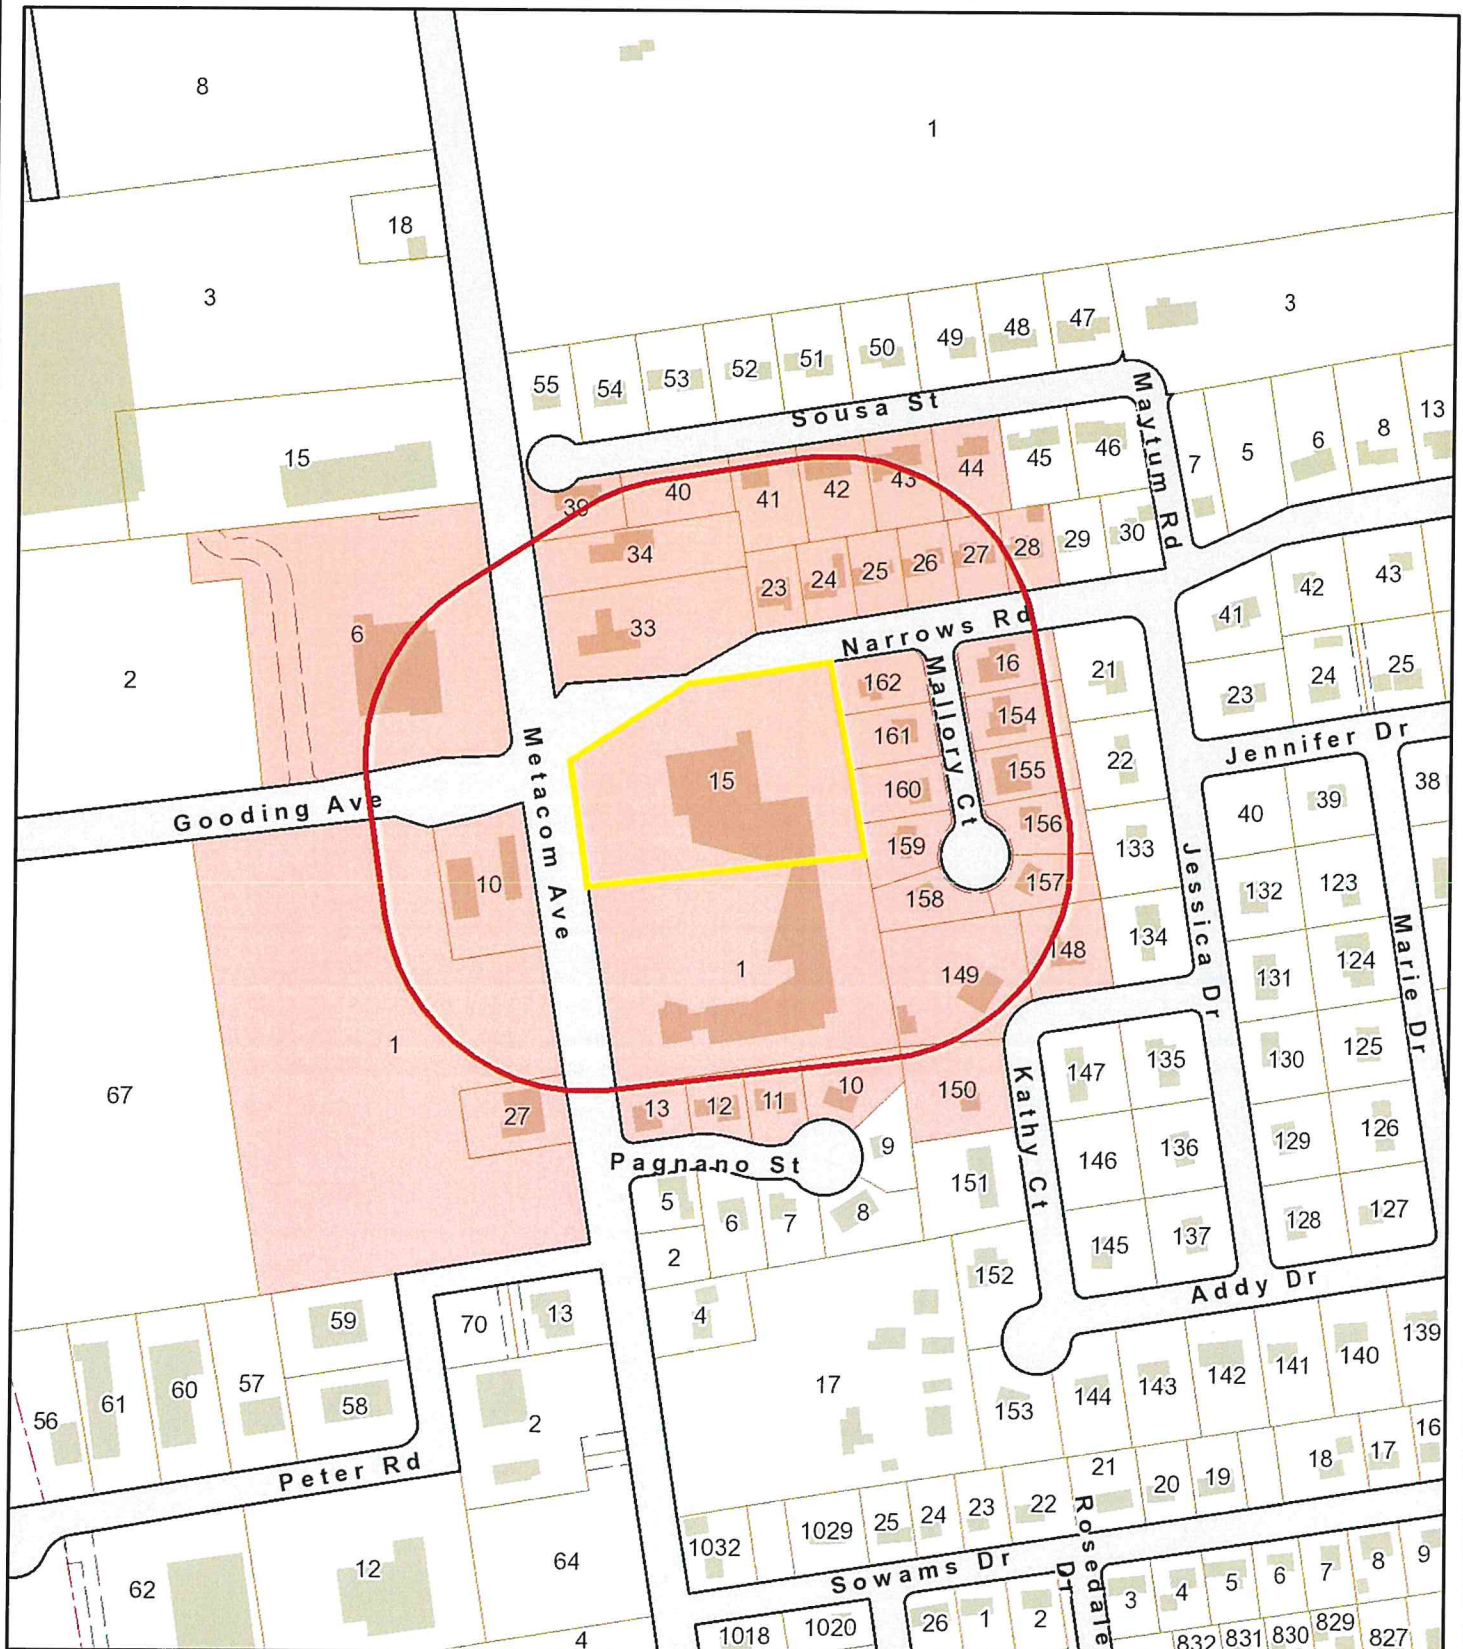 8
1
18
3
3
55 54 53 52 51 50 49 48 47
Sousa St
Maytum Rd
15
39 40 41 42 43 44 45 46
7 5 6 8 13
34
23 24 25 26 27 28 29 30
33
6
2
Narrows Rd
41 42 43
23 24 25
162 16 21
161 154
160 155 22
159 156 133
158 157 134
Mallory Ct
15
Metacom Ave
Gooding Ave
Jennifer Dr
40 39 38
Jessica Dr
132 123
131 124
130 125
129 126
128 127
Marie Dr
10
1
149 148
1
67
27
13 12 11 10 150
Kathy Ct
147 135
146 136
145 137
Pagnano St
9
5 6 7 8 151
2
152
Addy Dr
4
59
70 13
61 60 57 58
56
2
17
153 144 143 142 141 140 139
Peter Rd
21 20 19 18 17 16
1032 1029 25 24 23 22
Rosedale Dr
Sowams Dr
62 12 64
3 4 5 6 7 8 9
26 1 2
4
1018 1020
832 831 830 829 827